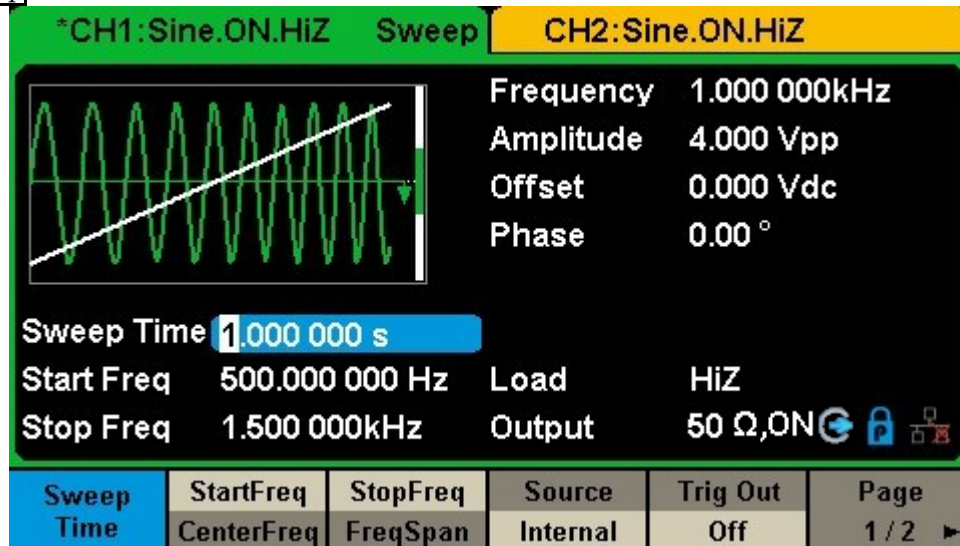 *CH1:Sine.ON.HiZ Sweep CH2:Sine.ON.HiZ
Frequency 1.000 000kHz
Amplitude 4.000 Vpp
Offset 0.000 Vdc
Phase 0.00 °
Sweep Time 1.000 000 s
Start Freq 500.000 000 Hz Load HiZ
Stop Freq 1.500 000kHz Output 50 Ω,ON P
Sweep StartFreq StopFreq Source Trig Out Page
Time CenterFreq FreqSpan Internal Off 1 / 2